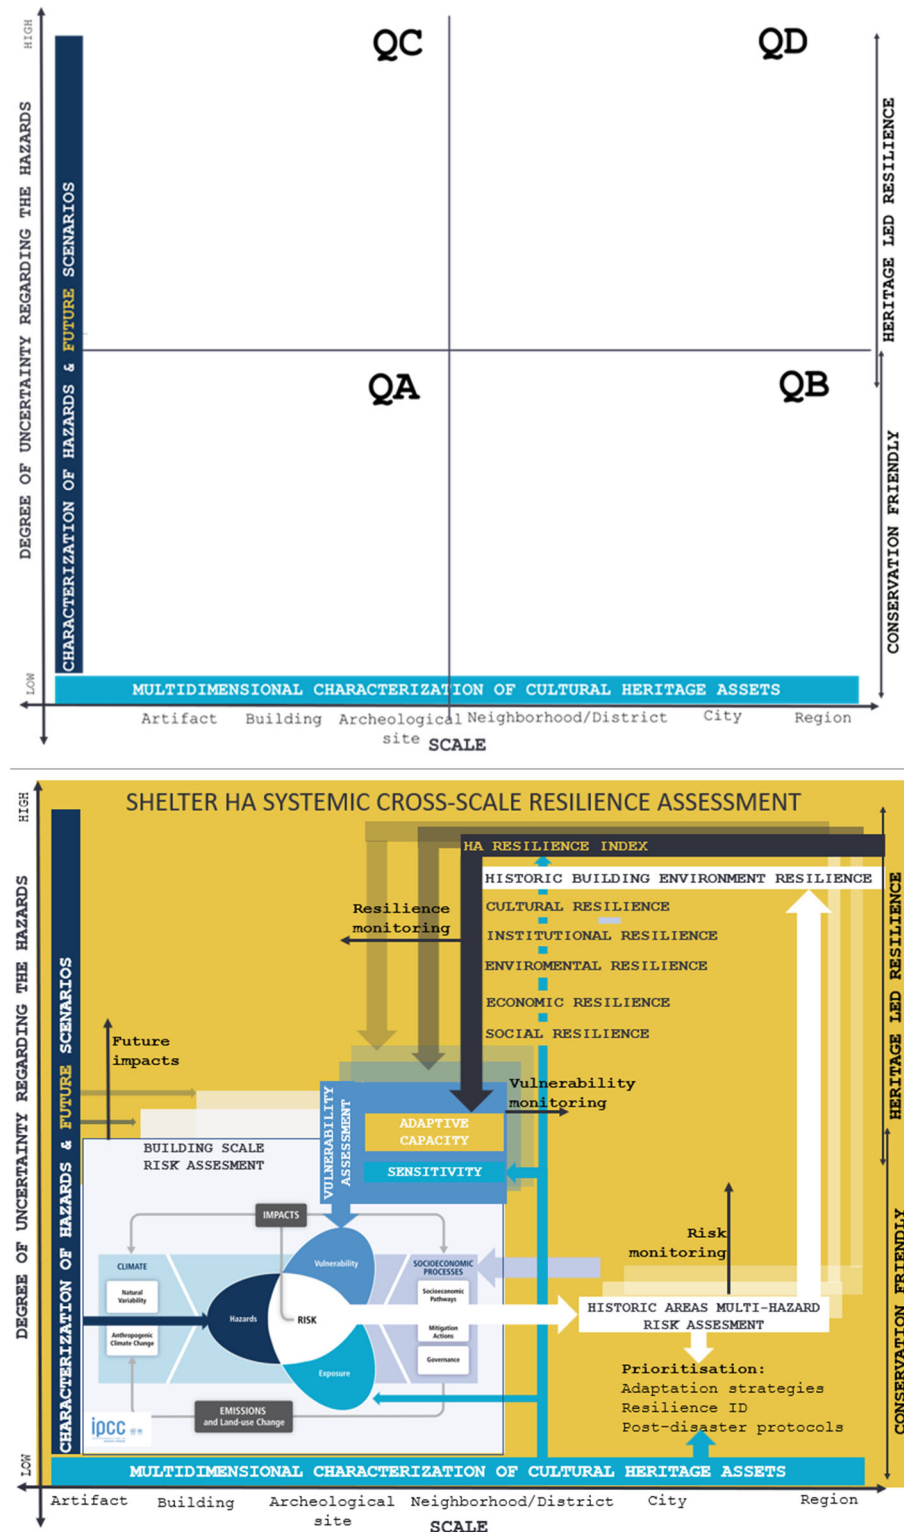 HIGH
QC
QD
DEGREE OF UNCERTAINTY REGARDING THE HAZARDS
CHARACTERIZATION OF HAZARDS & FUTURE SCENARIOS
HERITAGE LED RESILIENCE
QA
QB
CONSERVATION FRIENDLY
LOW
MULTIDIMENSIONAL CHARACTERIZATION OF CULTURAL HERITAGE ASSETS
Artifact
Building
Archeological
site
Neighborhood/District
City
Region
SCALE
SHELTER HA SYSTEMIC CROSS-SCALE RESILIENCE ASSESSMENT
HIGH
DEGREE OF UNCERTAINTY REGARDING THE HAZARDS
CHARACTERIZATION OF HAZARDS & FUTURE SCENARIOS
HERITAGE LED RESILIENCE
CONSERVATION FRIENDLY
HA RESILIENCE INDEX
HISTORIC BUILDING ENVIRONMENT RESILIENCE
CULTURAL RESILIENCE
INSTITUTIONAL RESILIENCE
ENVIROMENTAL RESILIENCE
ECONOMIC RESILIENCE
SOCIAL RESILIENCE
Resilience
monitoring
Future
impacts
Vulnerability
monitoring
VULNERABILITY
ASSESSMENT
ADAPTIVE
CAPACITY
SENSITIVITY
BUILDING SCALE
RISK ASSESMENT
IMPACTS
CLIMATE
Natural
Variability
Anthropogenic
Climate Change
Vulnerability
Hazards
RISK
Exposure
SOCIOECONOMIC
PROCESSES
Socioeconomic
Pathways
Mitigation
Actions
Governance
EMISSIONS
and Land-use Change
ipcc
Risk
monitoring
HISTORIC AREAS MULTI-HAZARD
RISK ASSESMENT
Prioritisation:
Adaptation strategies
Resilience ID
Post-disaster protocols
LOW
MULTIDIMENSIONAL CHARACTERIZATION OF CULTURAL HERITAGE ASSETS
Artifact
Building
Archeological
site
Neighborhood/District
City
Region
SCALE